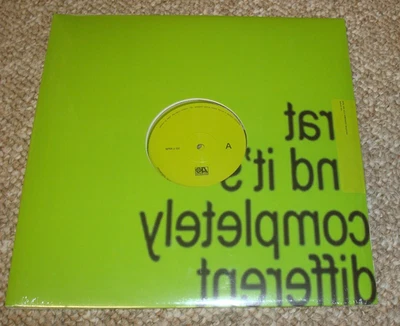 rat
nd it's
completely
different
A